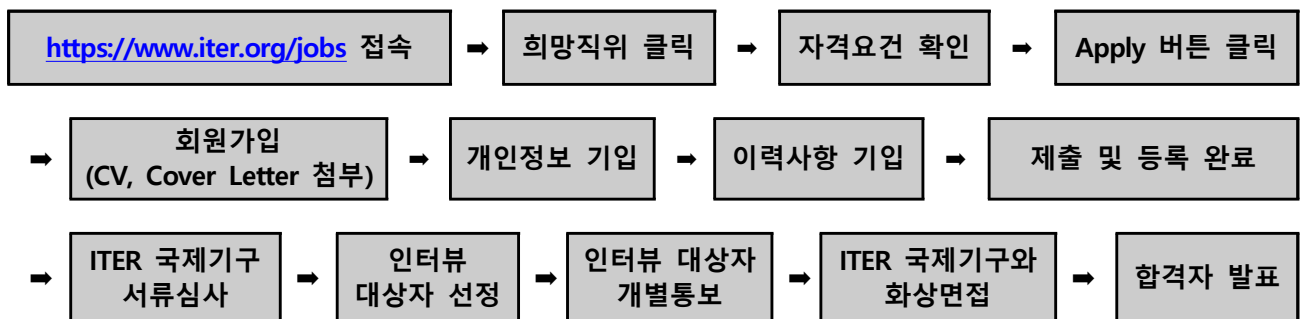 https://www.iter.org/jobs 접속 ➡ 희망직위 클릭 ➡ 자격요건 확인 ➡ Apply 버튼 클릭
➡ 회원가입
(CV, Cover Letter 첨부) ➡ 개인정보 기입 ➡ 이력사항 기입 ➡ 제출 및 등록 완료
➡ ITER 국제기구
서류심사 ➡ 인터뷰
대상자 선정 ➡ 인터뷰 대상자
개별통보 ➡ ITER 국제기구와
화상면접 ➡ 합격자 발표